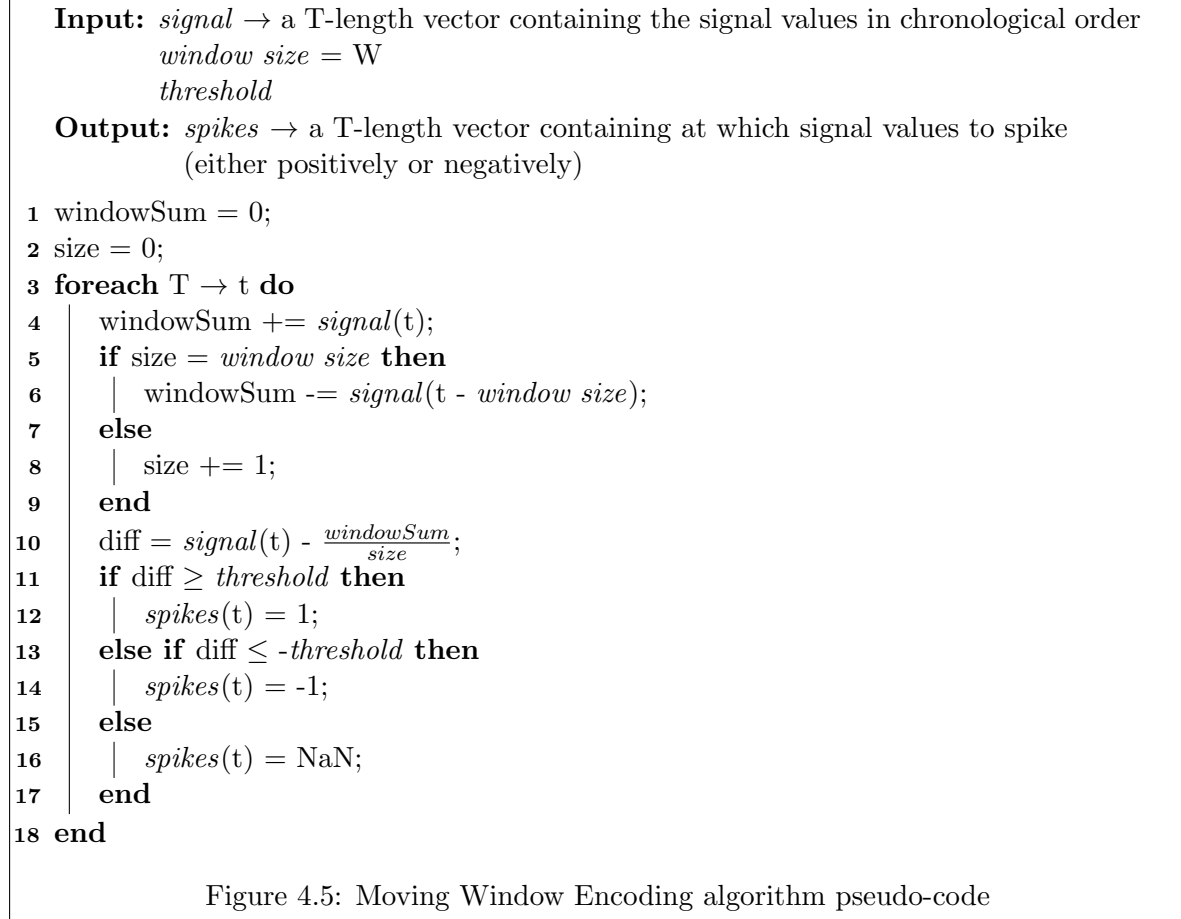 Input: signal → a T-length vector containing the signal values in chronological order
window size = W
threshold
Output: spikes → a T-length vector containing at which signal values to spike
(either positively or negatively)
1 windowSum = 0;
2 size = 0;
3 foreach T → t do
4 windowSum += signal(t);
5 if size = window size then
6 windowSum -= signal(t - window size);
7 else
8 size += 1;
9 end
10 diff = signal(t) - windowSum/size;
11 if diff ≥ threshold then
12 spikes(t) = 1;
13 else if diff ≤ -threshold then
14 spikes(t) = -1;
15 else
16 spikes(t) = NaN;
17 end
18 end
Figure 4.5: Moving Window Encoding algorithm pseudo-code